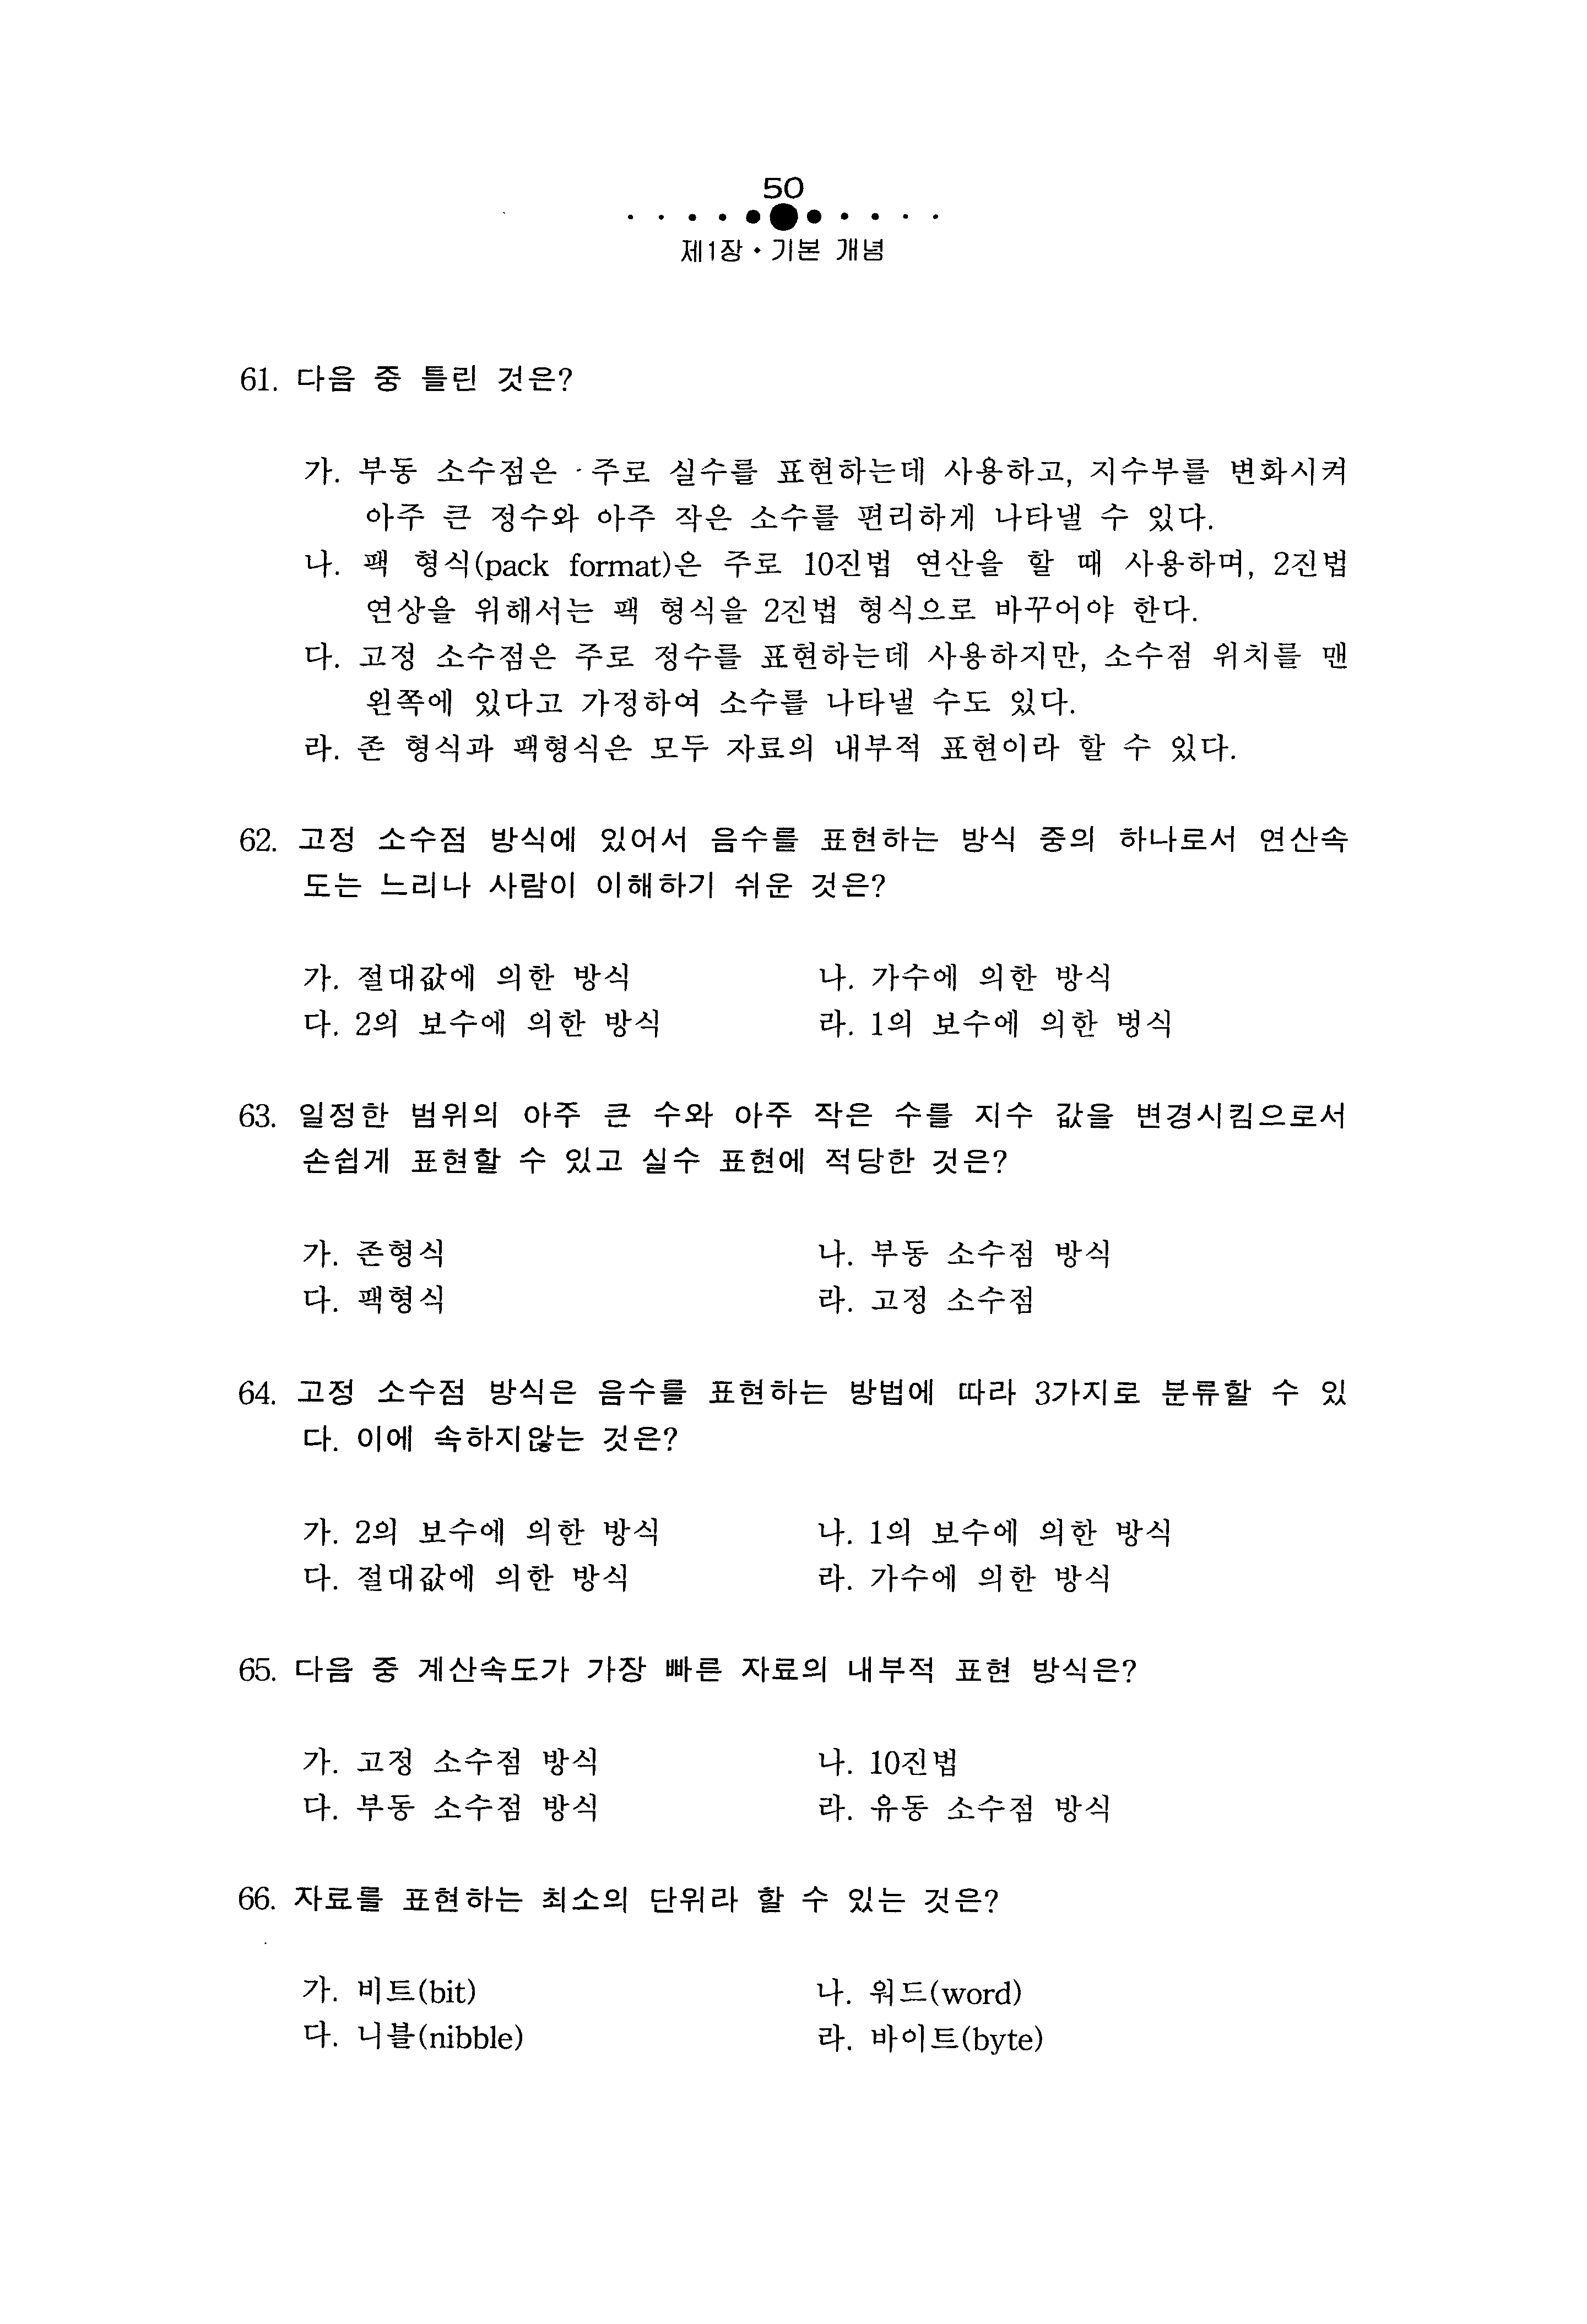 50
제1장·기본 개념
61. 다음 중 틀린 것은?
가. 부동 소수점은 주로 실수를 표현하는데 사용하고, 지수부를 변화시켜
아주 큰 정수와 아주 작은 소수를 편리하게 나타낼 수 있다.
나. 팩 형식(pack format)은 주로 10진법 연산을 할 때 사용하며, 2진법
연상을 위해서는 팩 형식을 2진법 형식으로 바꾸어야 한다.
다. 고정 소수점은 주로 정수를 표현하는데 사용하지만, 소수점 위치를 맨
왼쪽에 있다고 가정하여 소수를 나타낼 수도 있다.
라. 존 형식과 팩형식은 모두 자료의 내부적 표현이라 할 수 있다.
62. 고정 소수점 방식에 있어서 음수를 표현하는 방식 중의 하나로서 연산속
도는 느리나 사람이 이해하기 쉬운 것은?
가. 절대값에 의한 방식 나. 가수에 의한 방식
다. 2의 보수에 의한 방식 라. 1의 보수에 의한 벙식
63. 일정한 범위의 아주 큰 수와 아주 작은 수를 지수 값을 변경시킴으로서
손쉽게 표현할 수 있고 실수 표현에 적당한 것은?
가. 존형식 나. 부동 소수점 방식
다. 팩형식 라. 고정 소수점
64. 고정 소수점 방식은 음수를 표현하는 방법에 따라 3가지로 분류할 수 있
다. 이에 속하지않는 것은?
가. 2의 보수에 의한 방식 나. 1의 보수에 의한 방식
다. 절대값에 의한 방식 라. 가수에 의한 방식
65. 다음 중 계산속도가 가장 빠른 자료의 내부적 표현 방식은?
가. 고정 소수점 방식 나. 10진법
다. 부동 소수점 방식 라. 유동 소수점 방식
66. 자료를 표현하는 최소의 단위라 할 수 있는 것은?
가. 비트(bit) 나. 워드(word)
다. 니블(nibble) 라. 바이트(byte)